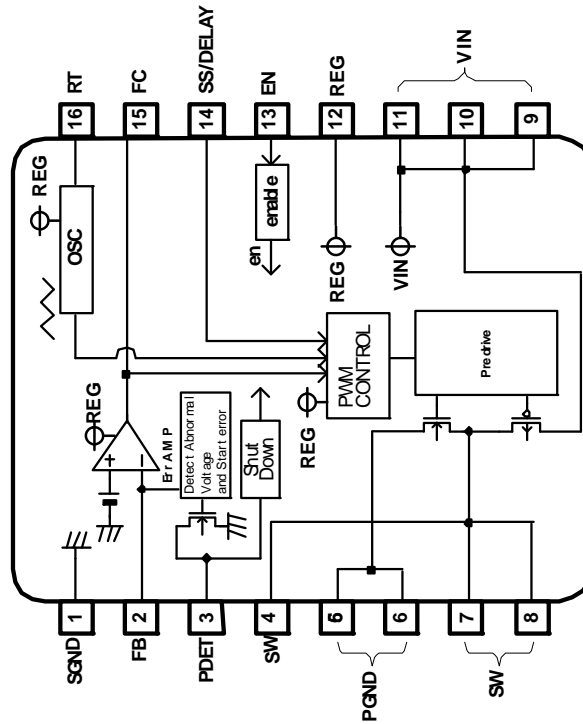 16 RT
15 FC
14 SS/DELAY
13 EN
12 REG
11
10
9
VIN
REG
OSC
enable
en
REG
VIN
REG
ErrAMP
Detect Abnormal
Voltage
and Start error
Shut
Down
REG
PWM
CONTROL
Predrive
+
-
SGND 1
FB 2
PDET 3
SW 4
5
6
PGND
7
8
SW